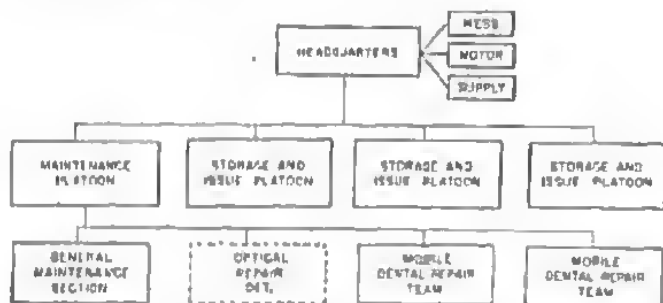 MESS
HEADQUARTERS
MOTOR
SUPPLY
MAINTENANCE
PLATOON
STORAGE AND
ISSUE PLATOON
STORAGE AND
ISSUE PLATOON
STORAGE AND
ISSUE PLATOON
GENERAL
MAINTENANCE
SECTION
OPTICAL
REPAIR
DET.
MOBILE
DENTAL REPAIR
TEAM
MOBILE
DENTAL REPAIR
TEAM